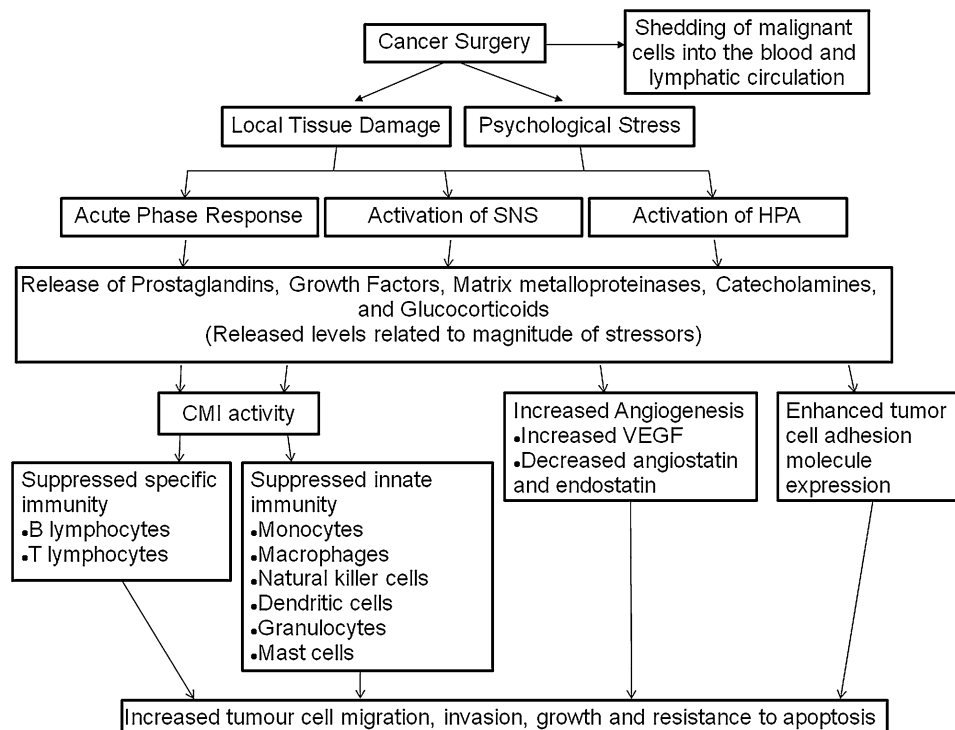 Cancer Surgery
Shedding of malignant
cells into the blood and
lymphatic circulation
Local Tissue Damage
Psychological Stress
Acute Phase Response
Activation of SNS
Activation of HPA
Release of Prostaglandins, Growth Factors, Matrix metalloproteinases, Catecholamines,
and Glucocorticoids
(Released levels related to magnitude of stressors)
CMI activity
Suppressed specific
immunity
•B lymphocytes
•T lymphocytes
Suppressed innate
immunity
•Monocytes
•Macrophages
•Natural killer cells
•Dendritic cells
•Granulocytes
•Mast cells
Increased Angiogenesis
•Increased VEGF
•Decreased angiostatin
and endostatin
Enhanced tumor
cell adhesion
molecule
expression
Increased tumour cell migration, invasion, growth and resistance to apoptosis